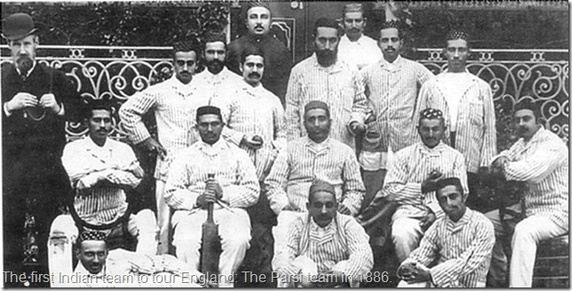 The first Indian team to tour England. The Parsi team in 1886.